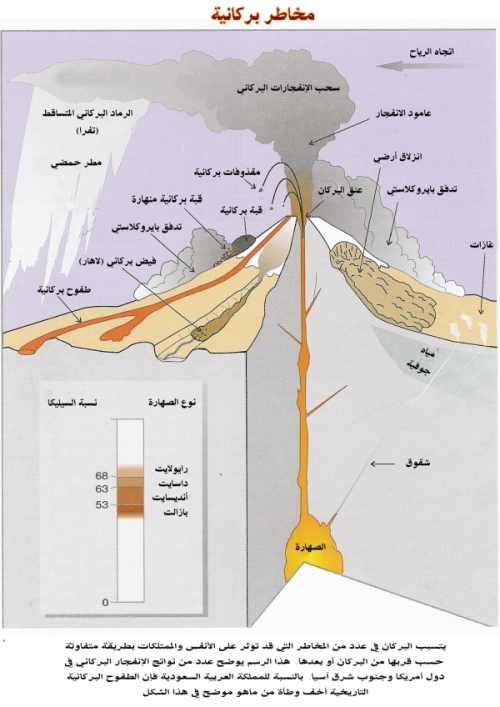 مخاطر بركانية
اتجاه الرياح
سحب الإنفجارات البركاني
الرماد البركاني المتساقط
(تفرا)
عامود الانفجار
مطر حمضي
انزلاق أرضي
مقذوفات بركانية
عنق البركان
تدفق بايروكلاستي
قبة بركانية منهارة
قبة بركانية
تدفق بايروكلاستي
غازات
فيض بركاني (لاهار)
طفوح بركانية
مياه
جوفية
نوع الصهارة
نسبة السيليكا
رايولايت
68
داسايت
63
أنديسايت
53
بازالت
0
شقوق
الصهارة
يتسبب البركان في عدد من المخاطر التي قد تؤثر على الأنفس والممتلكات بطريقة متفاوتة
حسب قربها من البركان أو بعدها. هذا الرسم يوضح عدد من نواتج الإنفجار البركاني في
دول أمريكا وجنوب شرق آسيا. بالنسبة للمملكة العربية السعودية فإن الطفوح البركانية
التاريخية أخف وطأة من ماهو موضح في هذا الشكل